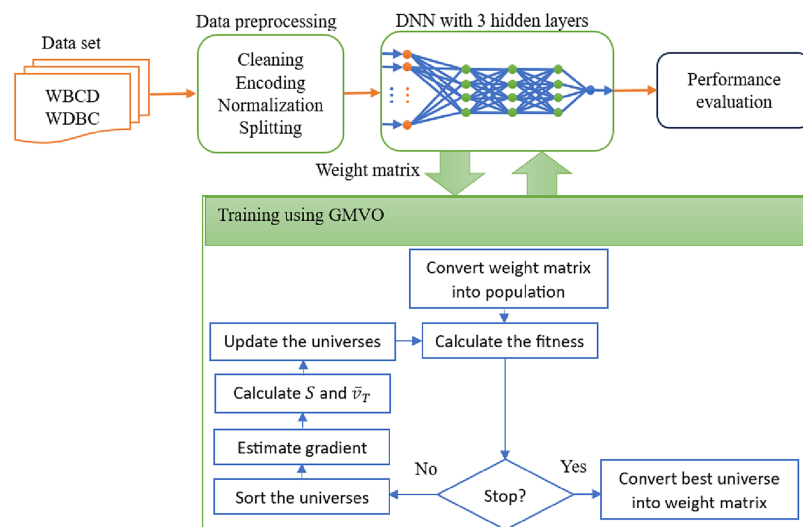 Data set
WBCD
WDBC
Data preprocessing
Cleaning
Encoding
Normalization
Splitting
DNN with 3 hidden layers
Performance
evaluation
Weight matrix
Training using GMVO
Convert weight matrix
into population
Update the universes
Calculate the fitness
Calculate S and v̄_T
Estimate gradient
Sort the universes
No
Stop?
Yes
Convert best universe
into weight matrix